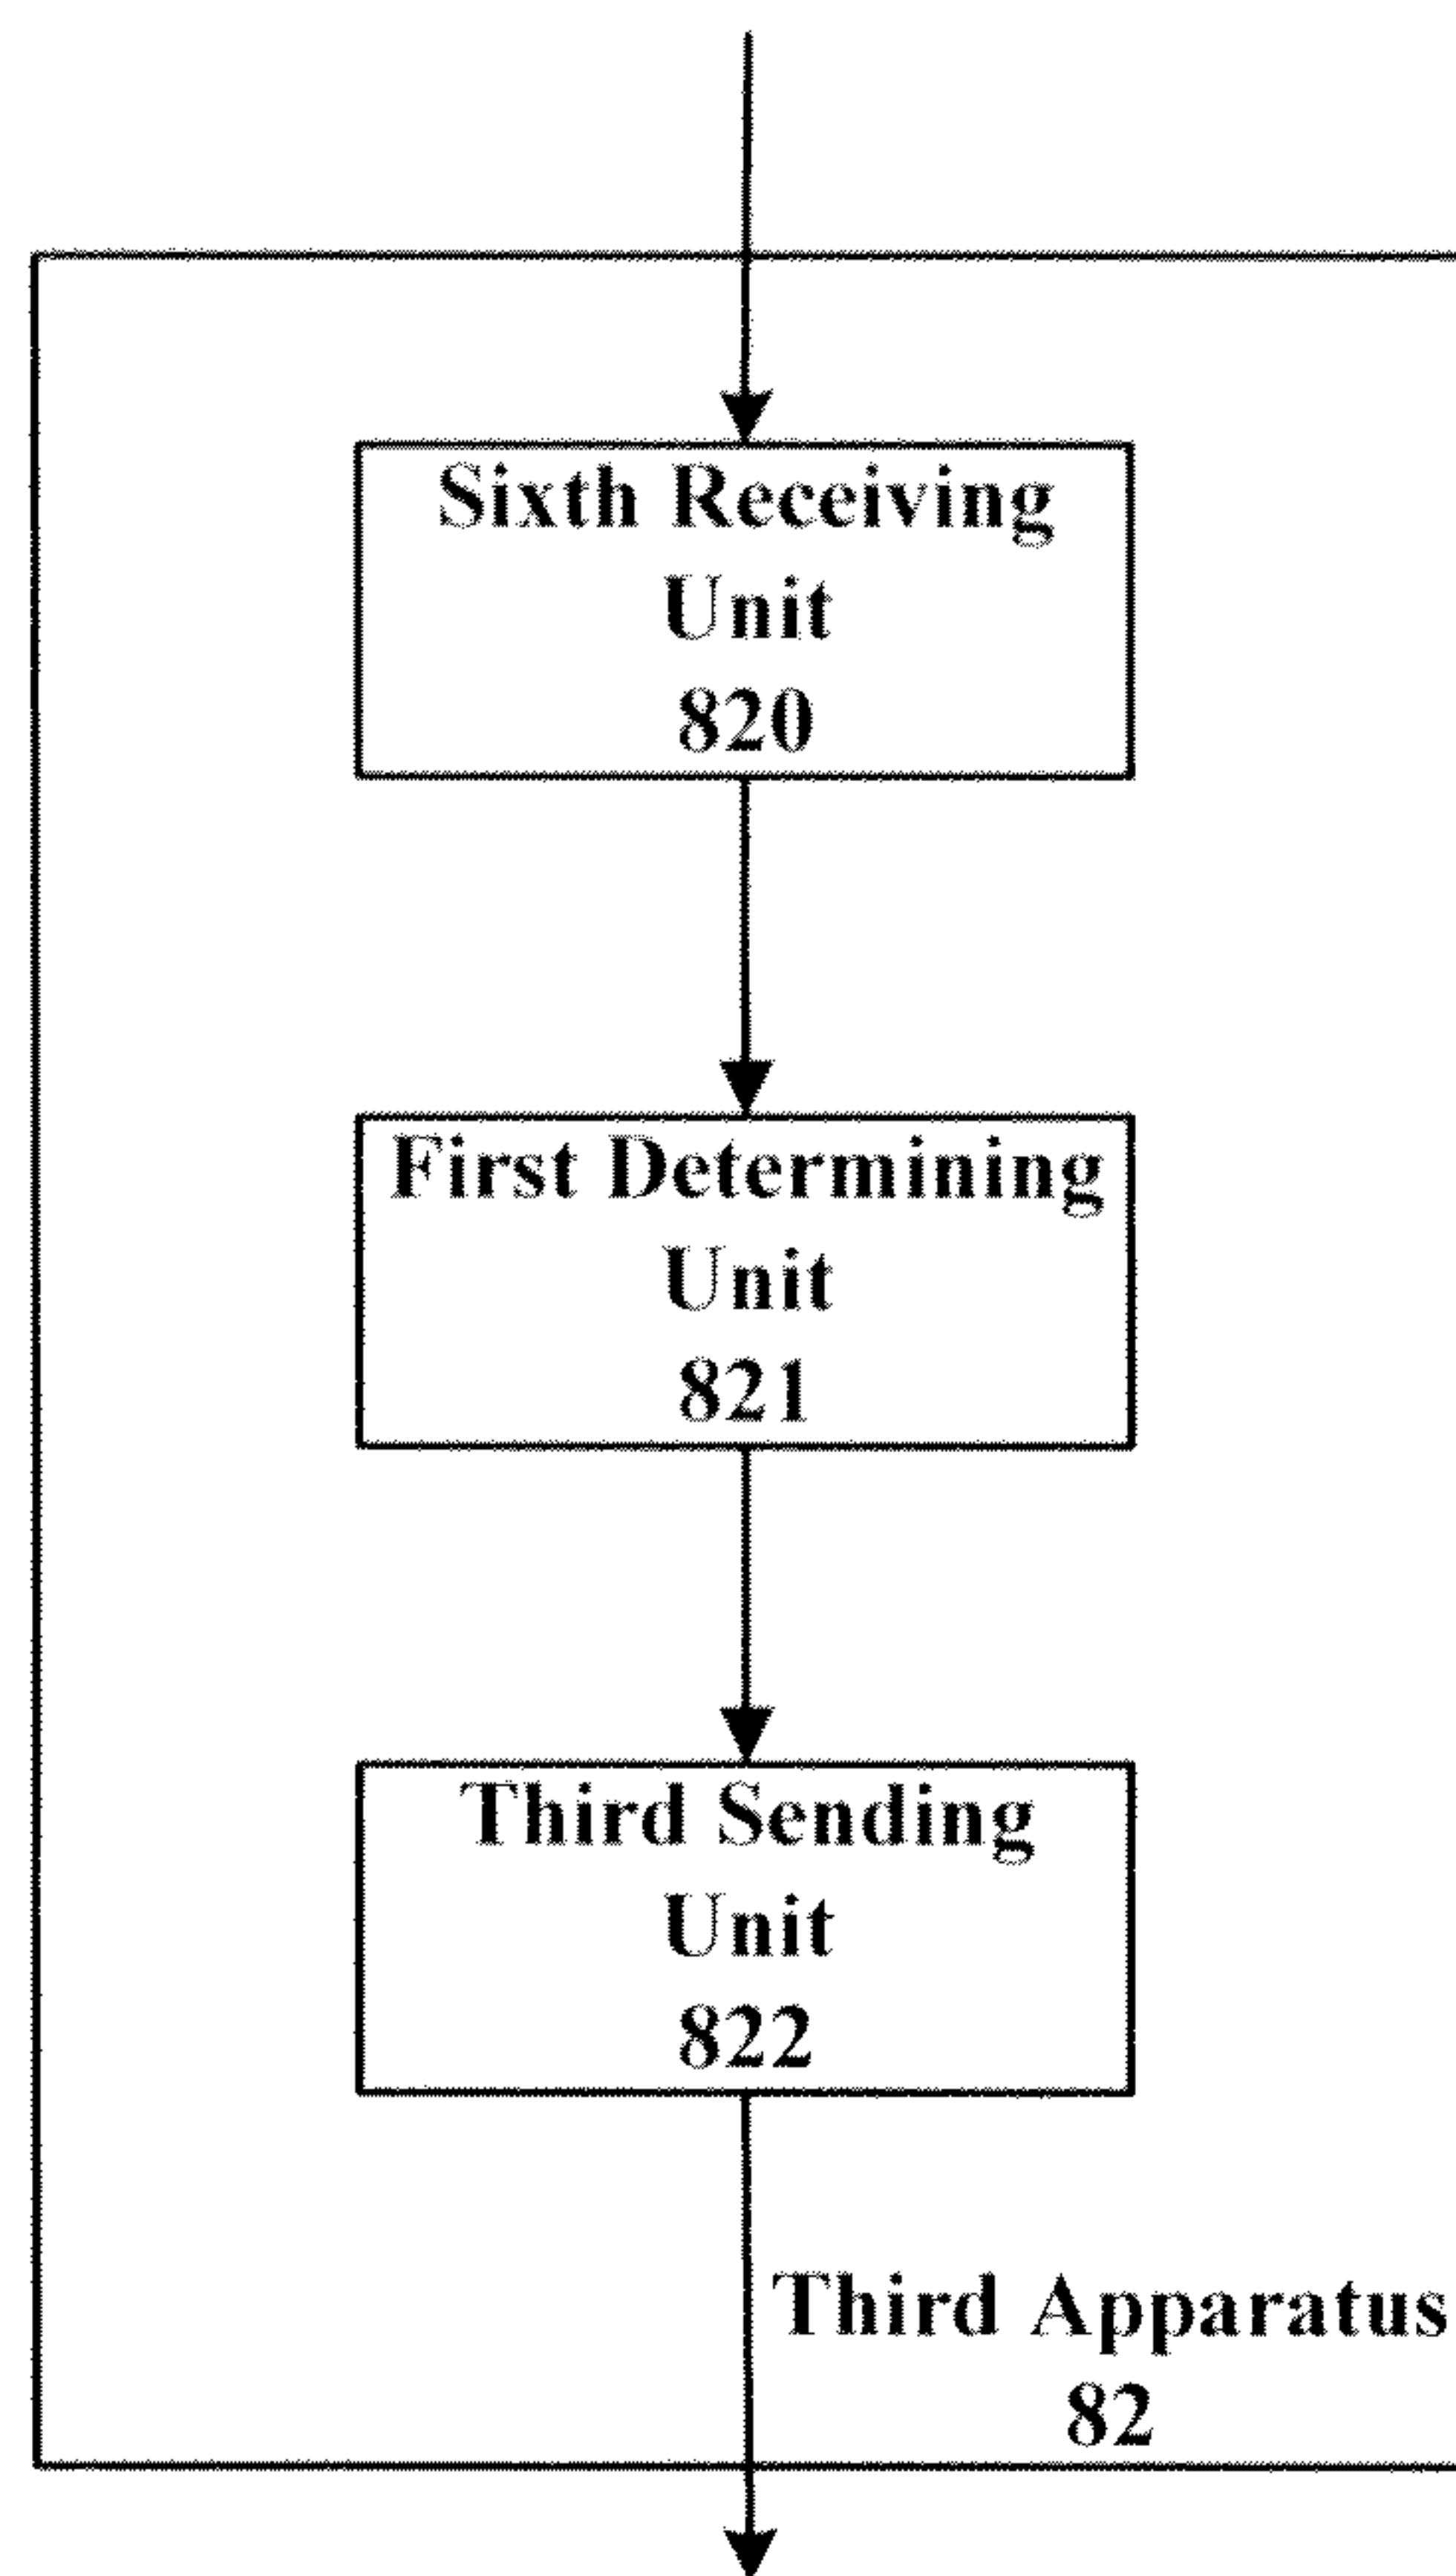 Sixth Receiving
Unit
820
First Determining
Unit
821
Third Sending
Unit
822
Third Apparatus
82